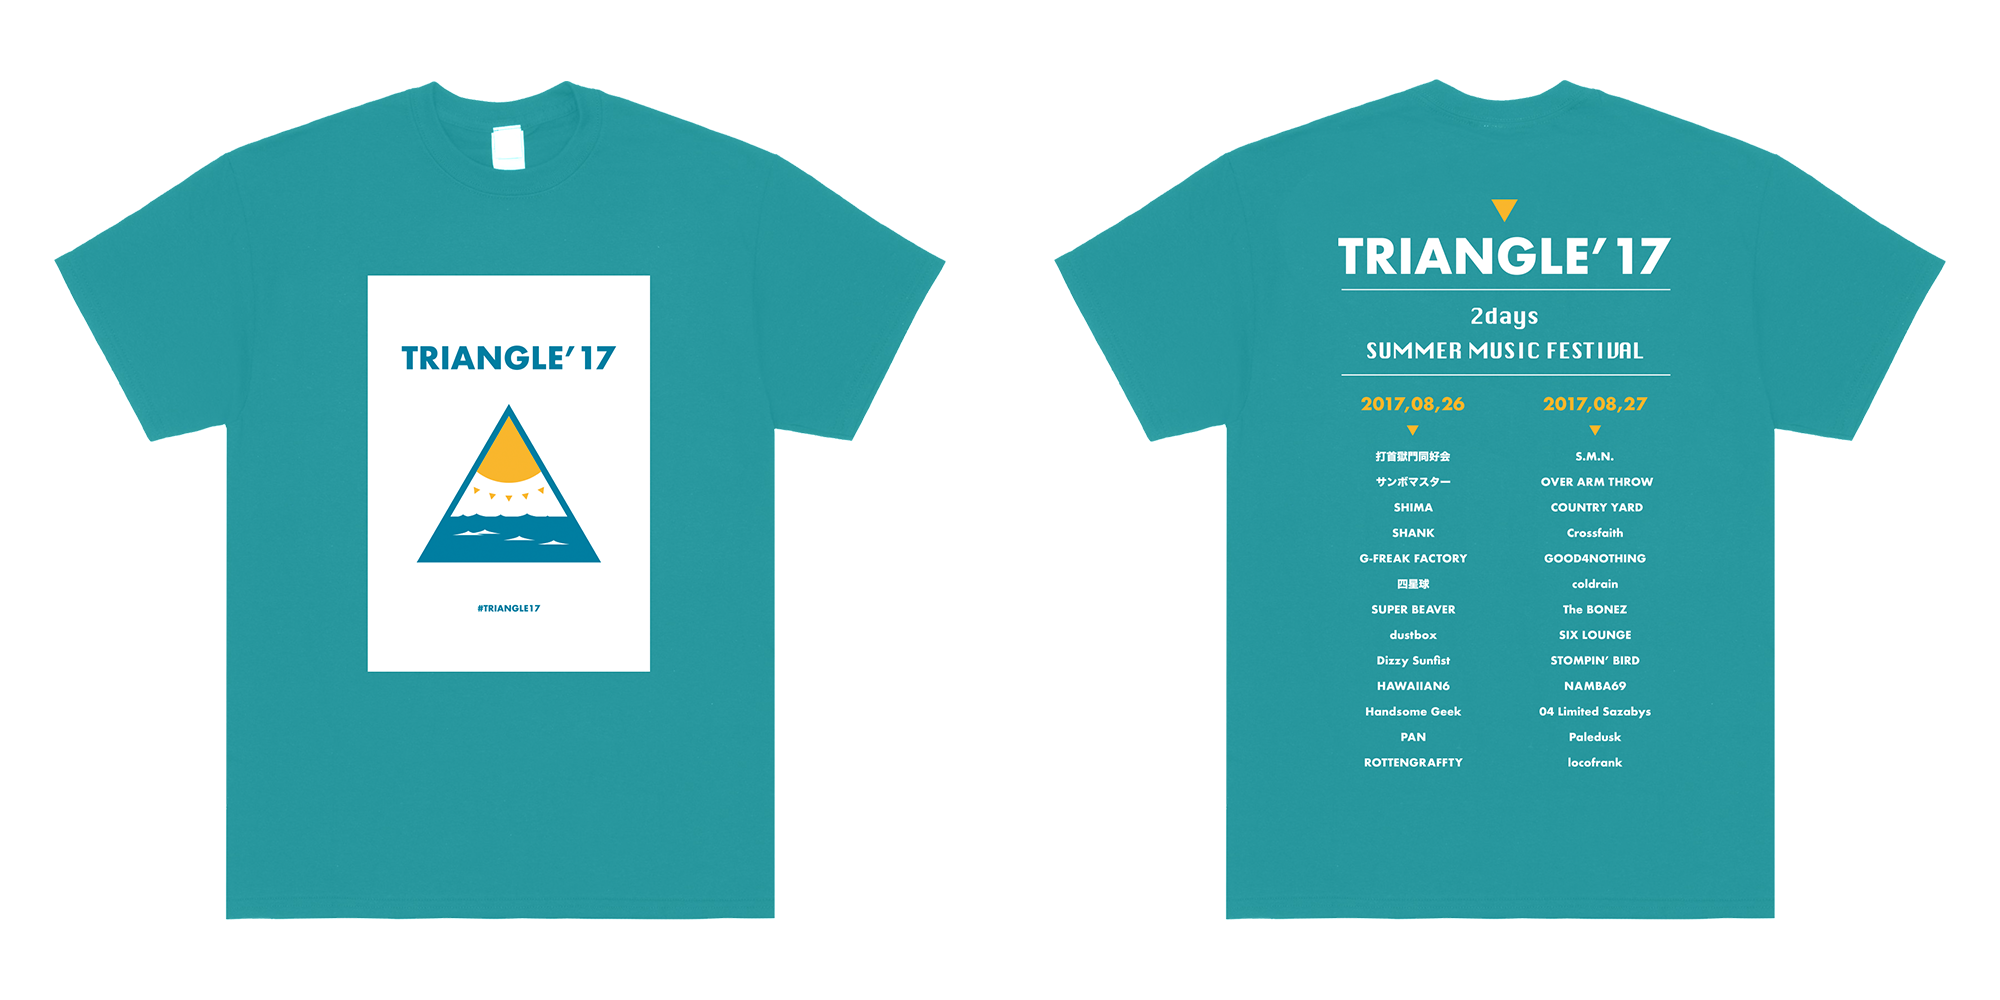 TRIANGLE’17
#TRIANGLE17
TRIANGLE’17
2days
SUMMER MUSIC FESTIVAL
2017,08,26
打首獄門同好会
サンボマスター
SHIMA
SHANK
G-FREAK FACTORY
四星球
SUPER BEAVER
dustbox
Dizzy Sunfist
HAWAIIAN6
Handsome Geek
PAN
ROTTENGRAFFTY
2017,08,27
S.M.N.
OVER ARM THROW
COUNTRY YARD
Crossfaith
GOOD4NOTHING
coldrain
The BONEZ
SIX LOUNGE
STOMPIN’ BIRD
NAMBA69
04 Limited Sazabys
Paledusk
locofrank